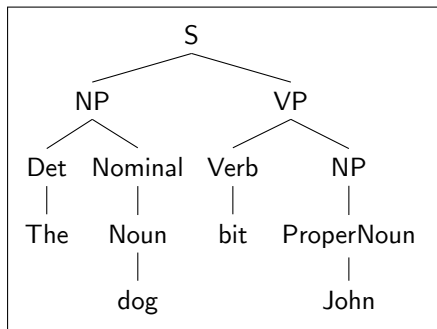 S
NP VP
Det Nominal Verb NP
The Noun bit ProperNoun
dog John